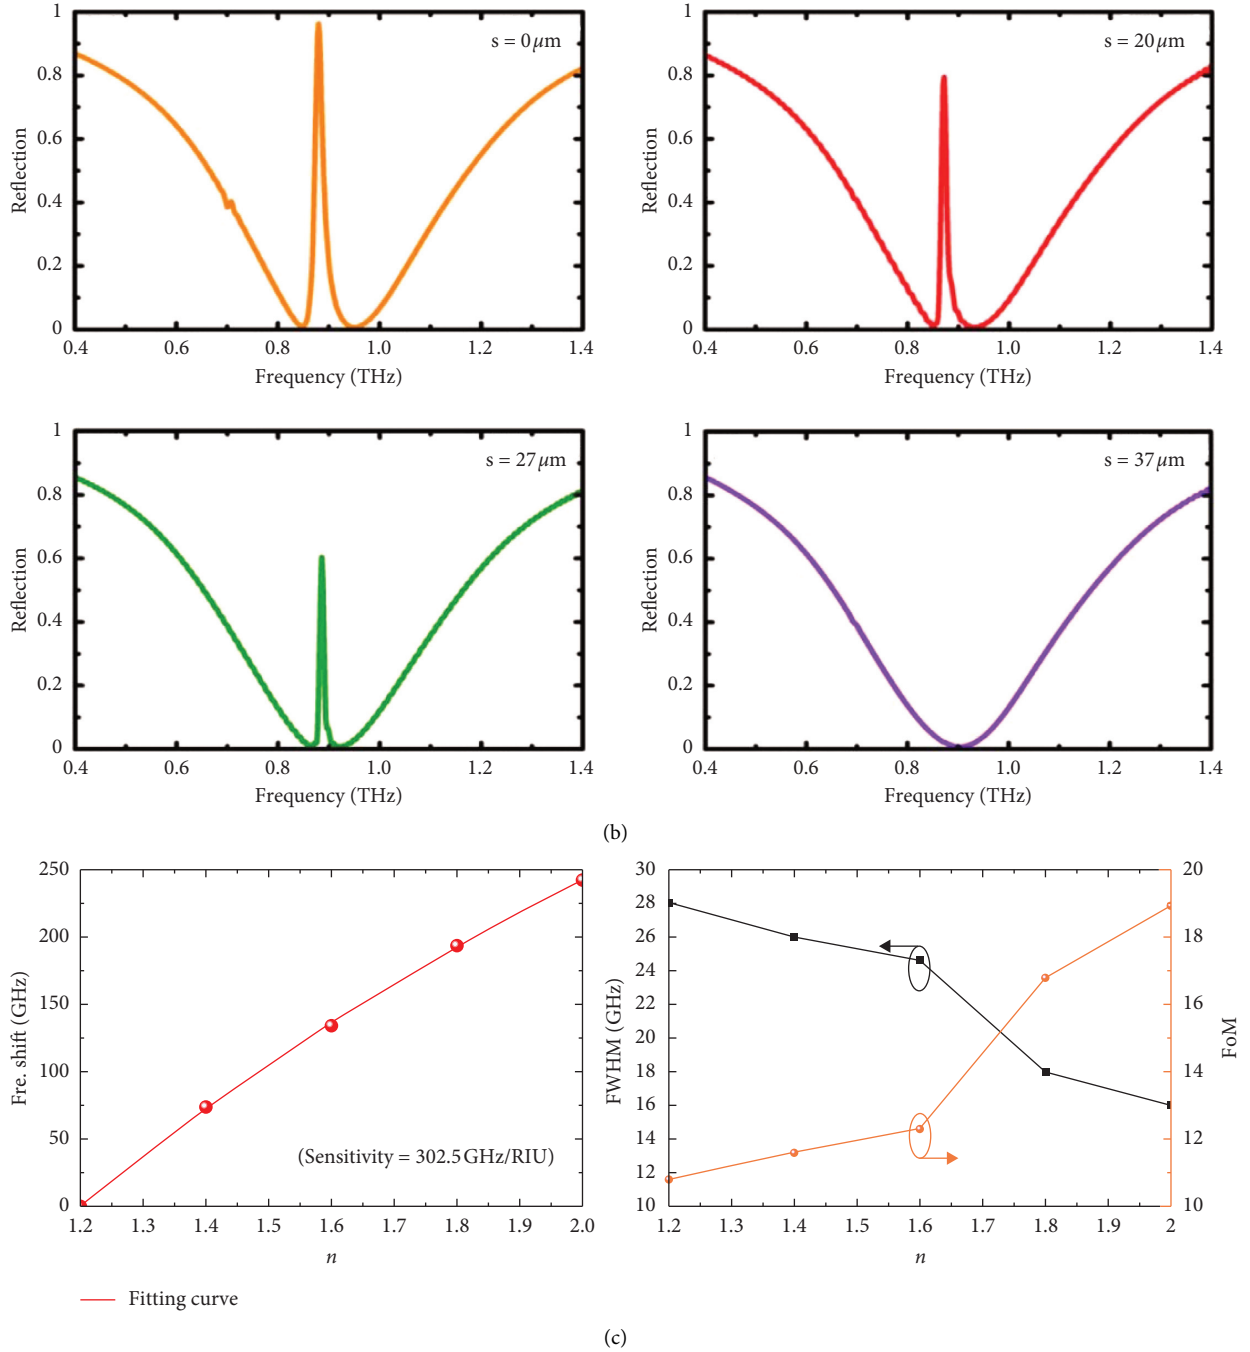 s = 0 μm
1
0.8
0.6
0.4
0.2
0
Reflection
0.4 0.6 0.8 1.0 1.2 1.4
Frequency (THz)
s = 20 μm
1
0.8
0.6
0.4
0.2
0
Reflection
0.4 0.6 0.8 1.0 1.2 1.4
Frequency (THz)
s = 27 μm
1
0.8
0.6
0.4
0.2
0
Reflection
0.4 0.6 0.8 1.0 1.2 1.4
Frequency (THz)
s = 37 μm
1
0.8
0.6
0.4
0.2
0
Reflection
0.4 0.6 0.8 1.0 1.2 1.4
Frequency (THz)
(b)
250
200
150
100
50
0
Fre. shift (GHz)
(Sensitivity = 302.5 GHz/RIU)
1.2 1.3 1.4 1.5 1.6 1.7 1.8 1.9 2.0
n
Fitting curve
30
28
26
24
22
20
18
16
14
12
10
FWHM (GHz)
20
18
16
14
12
10
FoM
1.2 1.3 1.4 1.5 1.6 1.7 1.8 1.9 2
n
(c)